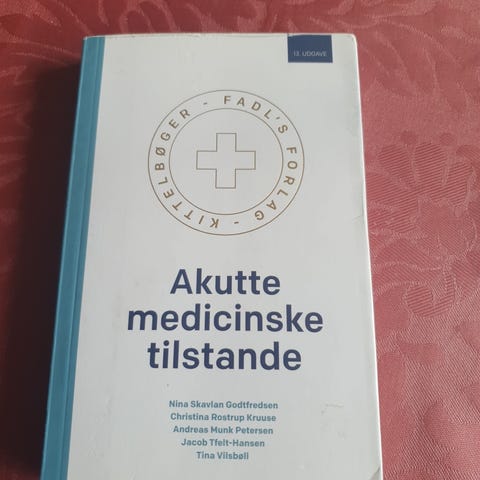 13. UDGAVE
FADL'S FORLAG - KITTELBØGER -
Akutte
medicinske
tilstande
Nina Skavlan Godtfredsen
Christina Rostrup Kruuse
Andreas Munk Petersen
Jacob Tfelt-Hansen
Tina Vilsbøll